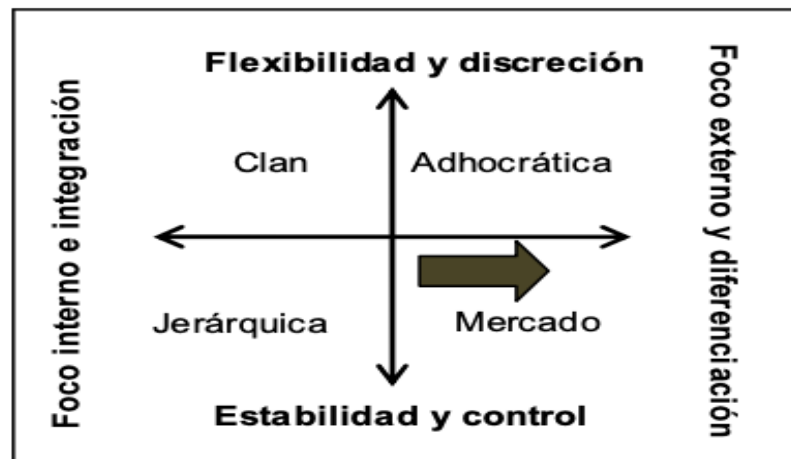 Flexibilidad y discreción
Foco interno e integración
Foco externo y diferenciación
Clan
Adhocrática
Jerárquica
Mercado
Estabilidad y control